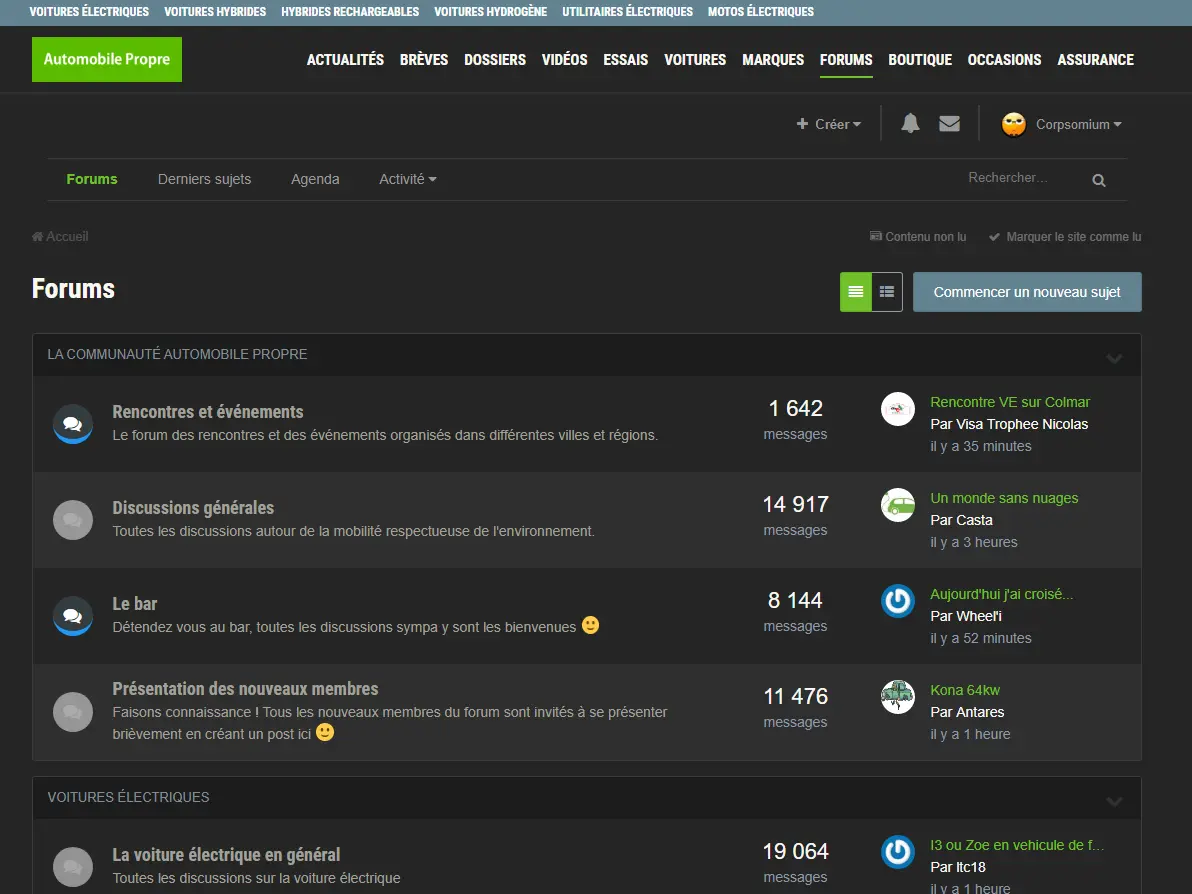 VOITURES ÉLECTRIQUES VOITURES HYBRIDES HYBRIDES RECHARGEABLES VOITURES HYDROGÈNE UTILITAIRES ÉLECTRIQUES MOTOS ÉLECTRIQUES
Automobile Propre
ACTUALITÉS BRÈVES DOSSIERS VIDÉOS ESSAIS VOITURES MARQUES FORUMS BOUTIQUE OCCASIONS ASSURANCE
Créer Corpsomium
Forums Derniers sujets Agenda Activité Rechercher...
Accueil Contenu non lu Marquer le site comme lu
Forums Commencer un nouveau sujet
LA COMMUNAUTÉ AUTOMOBILE PROPRE
Rencontres et événements
Le forum des rencontres et des événements organisés dans différentes villes et régions.
1 642
messages
Rencontre VE sur Colmar
Par Visa Trophee Nicolas
il y a 35 minutes
Discussions générales
Toutes les discussions autour de la mobilité respectueuse de l'environnement.
14 917
messages
Un monde sans nuages
Par Casta
il y a 3 heures
Le bar
Détendez vous au bar, toutes les discussions sympa y sont les bienvenues
8 144
messages
Aujourd'hui j'ai croisé...
Par Wheel'i
il y a 52 minutes
Présentation des nouveaux membres
Faisons connaissance ! Tous les nouveaux membres du forum sont invités à se présenter
brièvement en créant un post ici
11 476
messages
Kona 64kw
Par Antares
il y a 1 heure
VOITURES ÉLECTRIQUES
La voiture électrique en général
Toutes les discussions sur la voiture électrique
19 064
messages
I3 ou Zoe en vehicule de f...
Par ltc18
il y a 1 heure